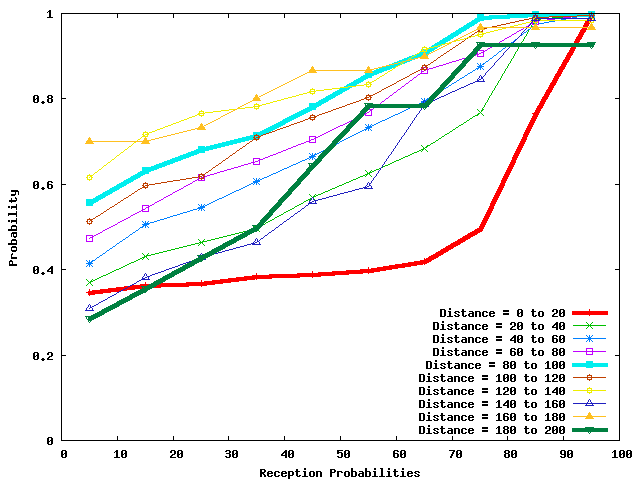 1
0.8
0.6
0.4
0.2
0
Probability
Distance = 0 to 20
Distance = 20 to 40
Distance = 40 to 60
Distance = 60 to 80
Distance = 80 to 100
Distance = 100 to 120
Distance = 120 to 140
Distance = 140 to 160
Distance = 160 to 180
Distance = 180 to 200
0 10 20 30 40 50 60 70 80 90 100
Reception Probabilities